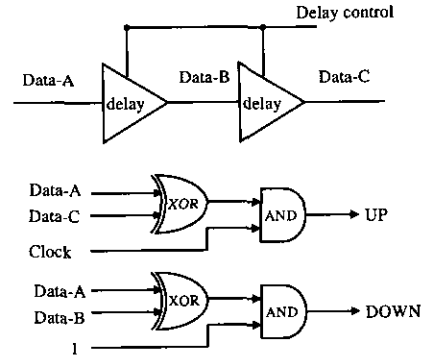 Delay control
Data-A
Data-B
Data-C
delay
delay
Data-A
XOR
Data-C
AND
UP
Clock
Data-A
XOR
Data-B
AND
DOWN
1